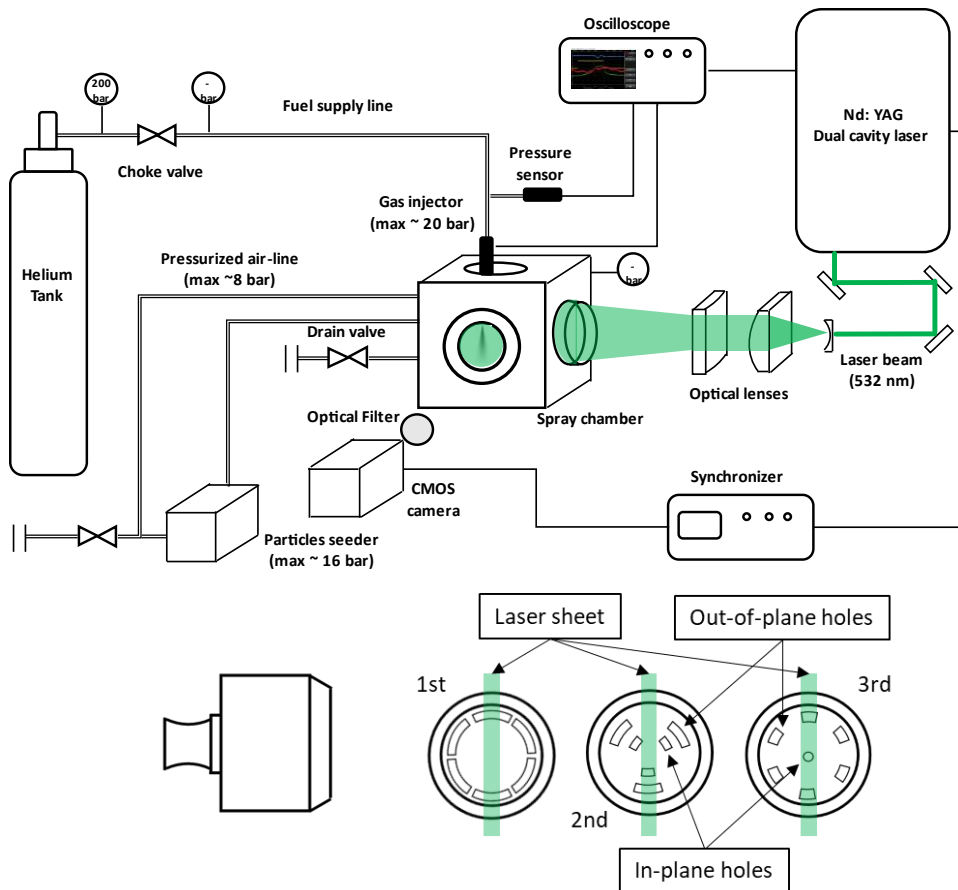 Oscilloscope
200
bar
-
bar
Fuel supply line
Nd: YAG
Dual cavity laser
Choke valve
Pressure
sensor
Gas injector
(max ~ 20 bar)
Helium
Tank
Pressurized air-line
(max ~8 bar)
-
bar
Drain valve
Laser beam
(532 nm)
Optical lenses
Optical Filter
Spray chamber
CMOS
camera
Synchronizer
Particles seeder
(max ~ 16 bar)
Laser sheet
Out-of-plane holes
1st
3rd
2nd
In-plane holes